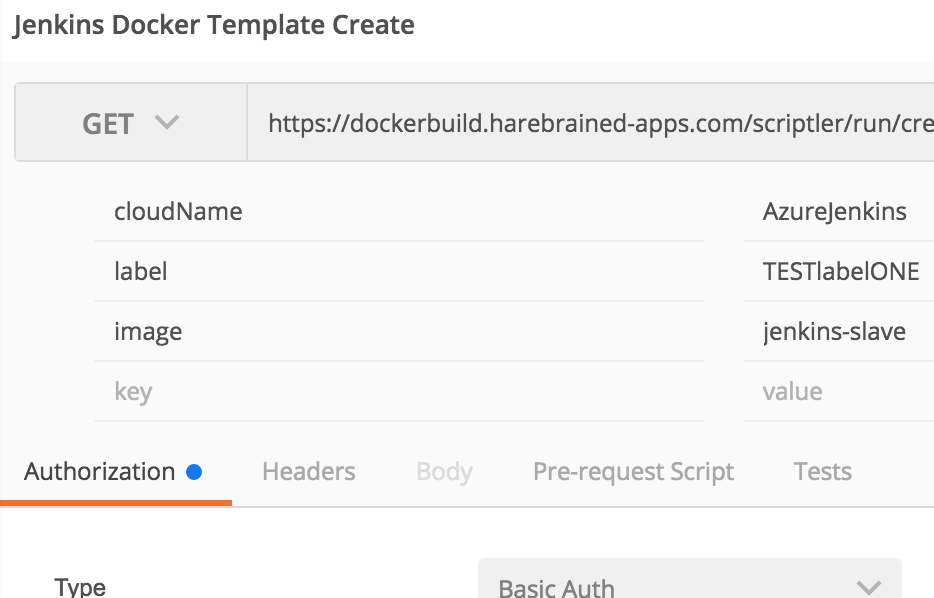 Jenkins Docker Template Create
GET https://dockerbuild.harebrained-apps.com/scriptler/run/cre
cloudName AzureJenkins
label TESTlabelONE
image jenkins-slave
key value
Authorization Headers Body Pre-request Script Tests
Type Basic Auth